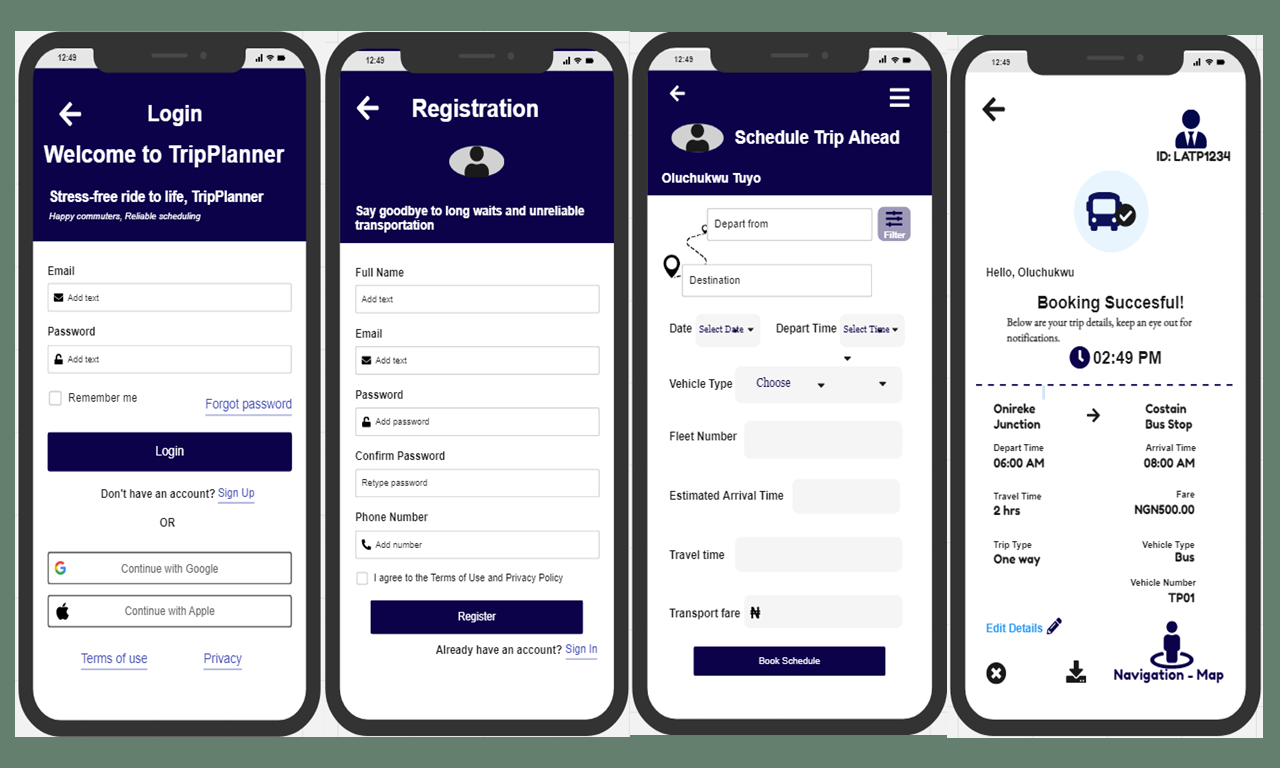 12:49
Login
Welcome to TripPlanner
Stress-free ride to life, TripPlanner
Happy commuters, Reliable scheduling
Email
Add text
Password
Add text
Remember me
Forgot password
Login
Don't have an account? Sign Up
OR
Continue with Google
Continue with Apple
Terms of use
Privacy
12:49
Registration
Say goodbye to long waits and unreliable
transportation
Full Name
Add text
Email
Add text
Password
Add password
Confirm Password
Retype password
Phone Number
Add number
I agree to the Terms of Use and Privacy Policy
Register
Already have an account? Sign In
12:49
Schedule Trip Ahead
Oluchukwu Tuyo
Depart from
Filter
Destination
Date Select Date Depart Time Select Time
Vehicle Type Choose
Fleet Number
Estimated Arrival Time
Travel time
Transport fare ₦
Book Schedule
12:49
ID: LATP1234
Hello, Oluchukwu
Booking Succesful!
Below are your trip details, keep an eye out for
notifications.
02:49 PM
Onireke
Junction
Costain
Bus Stop
Depart Time
06:00 AM
Arrival Time
08:00 AM
Travel Time
2 hrs
Fare
NGN500.00
Trip Type
One way
Vehicle Type
Bus
Vehicle Number
TP01
Edit Details
Navigation - Map